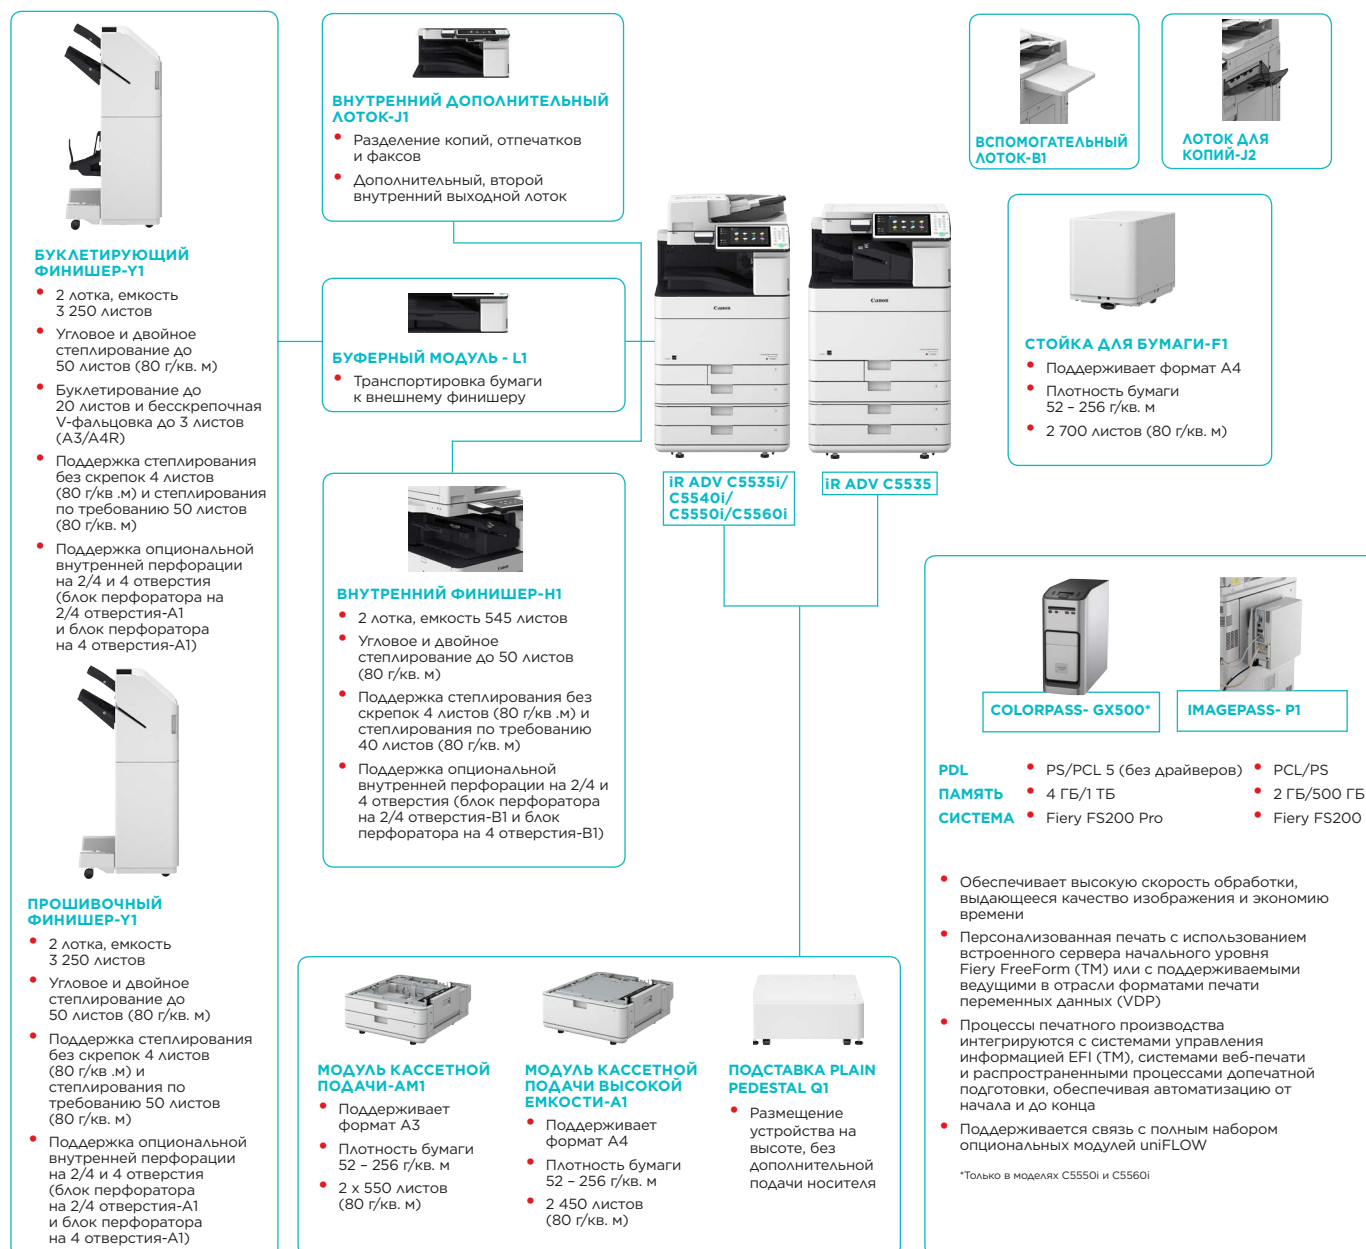 БУКЛЕТИРУЮЩИЙ
ФИНИШЕР-Y1
• 2 лотка, емкость
3 250 листов
• Угловое и двойное
степлирование до
50 листов (80 г/кв. м)
• Буклетирование до
20 листов и бесскрепочная
V-фальцовка до 3 листов
(A3/A4R)
• Поддержка степлирования
без скрепок 4 листов
(80 г/кв .м) и степлирования
по требованию 50 листов
(80 г/кв. м)
• Поддержка опциональной
внутренней перфорации
на 2/4 и 4 отверстия
(блок перфоратора на
2/4 отверстия-A1
и блок перфоратора
на 4 отверстия-A1)
ПРОШИВОЧНЫЙ
ФИНИШЕР-Y1
• 2 лотка, емкость
3 250 листов
• Угловое и двойное
степлирование до
50 листов (80 г/кв. м)
• Поддержка степлирования
без скрепок 4 листов
(80 г/кв .м) и
степлирования по
требованию 50 листов
(80 г/кв. м)
• Поддержка опциональной
внутренней перфорации
на 2/4 и 4 отверстия
(блок перфоратора
на 2/4 отверстия-A1
и блок перфоратора
на 4 отверстия-A1)
ВНУТРЕННИЙ ДОПОЛНИТЕЛЬНЫЙ
ЛОТОК-J1
• Разделение копий, отпечатков
и факсов
• Дополнительный, второй
внутренний выходной лоток
БУФЕРНЫЙ МОДУЛЬ - L1
• Транспортировка бумаги
к внешнему финишеру
ВНУТРЕННИЙ ФИНИШЕР-H1
• 2 лотка, емкость 545 листов
• Угловое и двойное
степлирование до 50 листов
(80 г/кв. м)
• Поддержка степлирования без
скрепок 4 листов (80 г/кв .м) и
степлирования по требованию
40 листов (80 г/кв. м)
• Поддержка опциональной
внутренней перфорации на 2/4 и
4 отверстия (блок перфоратора
на 2/4 отверстия-B1 и блок
перфоратора на 4 отверстия-B1)
Canon
Canon
iR ADV C5535i/
C5540i/
C5550i/C5560i
iR ADV C5535
ВСПОМОГАТЕЛЬНЫЙ
ЛОТОК-B1
ЛОТОК ДЛЯ
КОПИЙ-J2
СТОЙКА ДЛЯ БУМАГИ-F1
• Поддерживает формат A4
• Плотность бумаги
52 – 256 г/кв. м
• 2 700 листов (80 г/кв. м)
МОДУЛЬ КАССЕТНОЙ
ПОДАЧИ-AM1
• Поддерживает
формат A3
• Плотность бумаги
52 – 256 г/кв. м
• 2 x 550 листов
(80 г/кв. м)
МОДУЛЬ КАССЕТНОЙ
ПОДАЧИ ВЫСОКОЙ
ЕМКОСТИ-A1
• Поддерживает
формат A4
• Плотность бумаги
52 – 256 г/кв. м
• 2 450 листов
(80 г/кв. м)
ПОДСТАВКА PLAIN
PEDESTAL Q1
• Размещение
устройства на
высоте, без
дополнительной
подачи носителя
COLORPASS- GX500*
IMAGEPASS- P1
PDL • PS/PCL 5 (без драйверов) • PCL/PS
ПАМЯТЬ • 4 ГБ/1 ТБ • 2 ГБ/500 ГБ
СИСТЕМА • Fiery FS200 Pro • Fiery FS200
• Обеспечивает высокую скорость обработки,
выдающееся качество изображения и экономию
времени
• Персонализованная печать с использованием
встроенного сервера начального уровня
Fiery FreeForm (TM) или с поддерживаемыми
ведущими в отрасли форматами печати
переменных данных (VDP)
• Процессы печатного производства
интегрируются с системами управления
информацией EFI (TM), системами веб-печати
и распространенными процессами допечатной
подготовки, обеспечивая автоматизацию от
начала и до конца
• Поддерживается связь с полным набором
опциональных модулей uniFLOW
*Только в моделях C5550i и C5560i